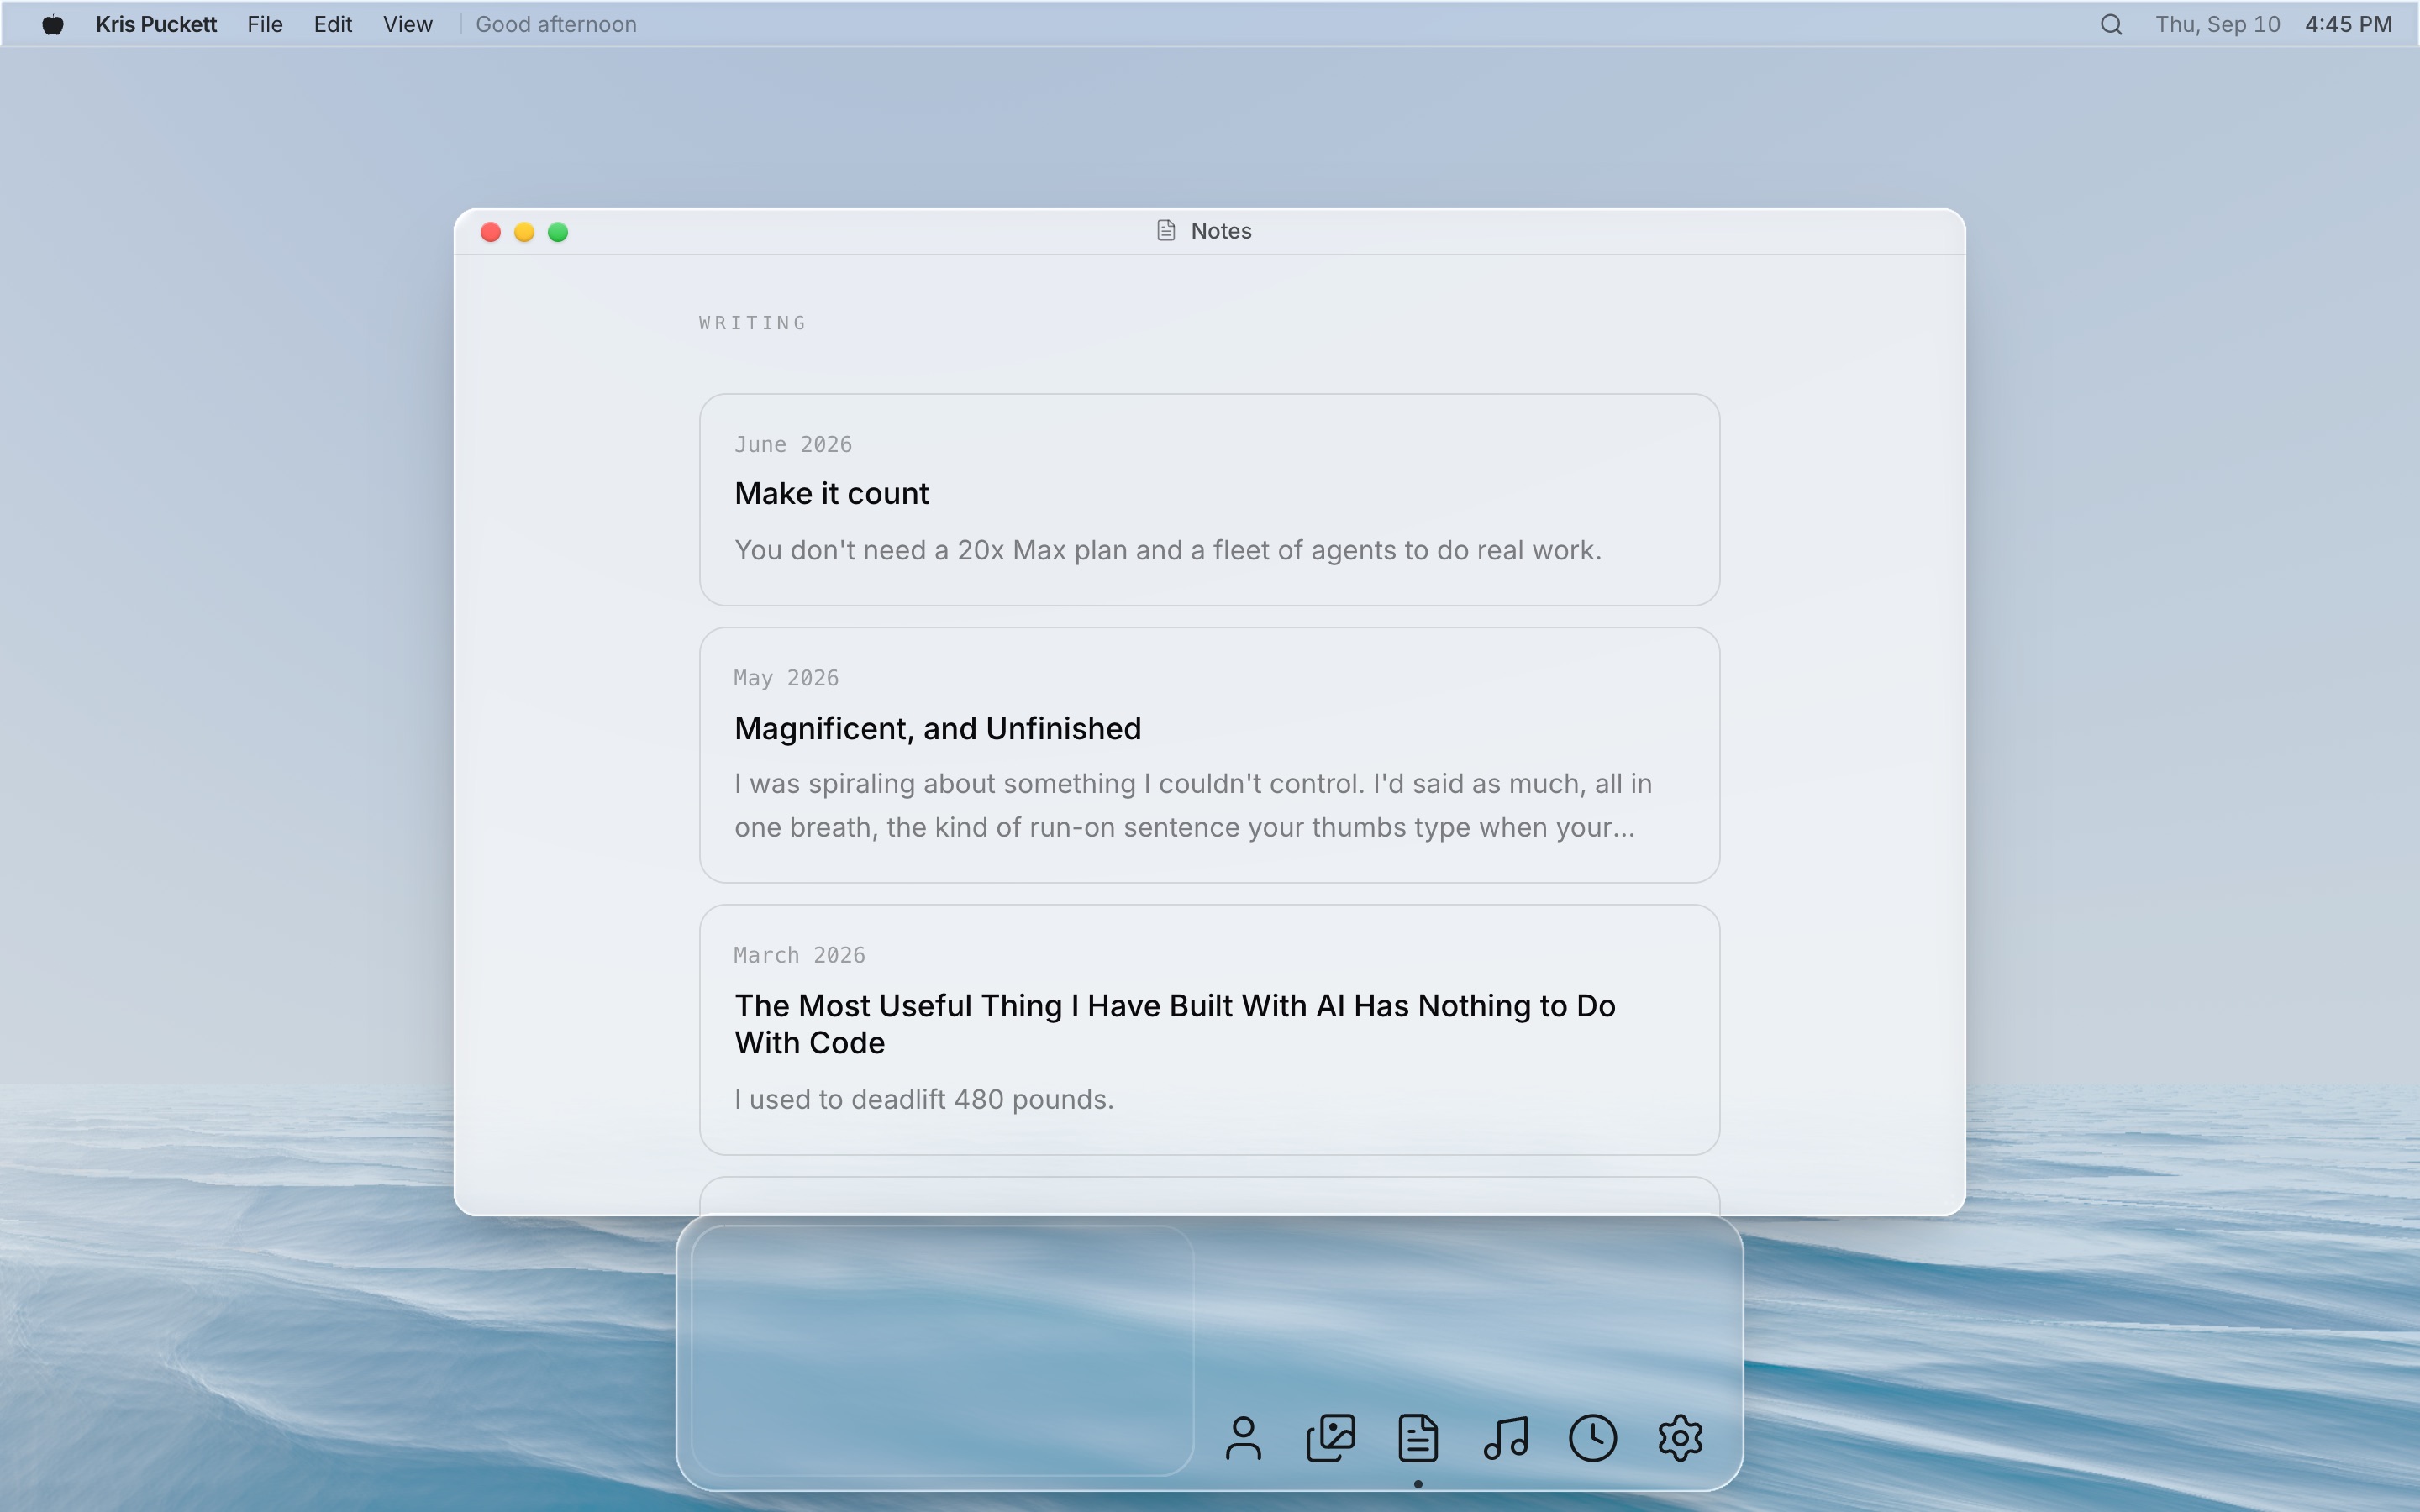 Kris Puckett File Edit View Good afternoon Thu, Sep 10 4:45 PM
Notes
WRITING
June 2026
Make it count
You don't need a 20x Max plan and a fleet of agents to do real work.
May 2026
Magnificent, and Unfinished
I was spiraling about something I couldn't control. I'd said as much, all in
one breath, the kind of run-on sentence your thumbs type when your...
March 2026
The Most Useful Thing I Have Built With AI Has Nothing to Do
With Code
I used to deadlift 480 pounds.